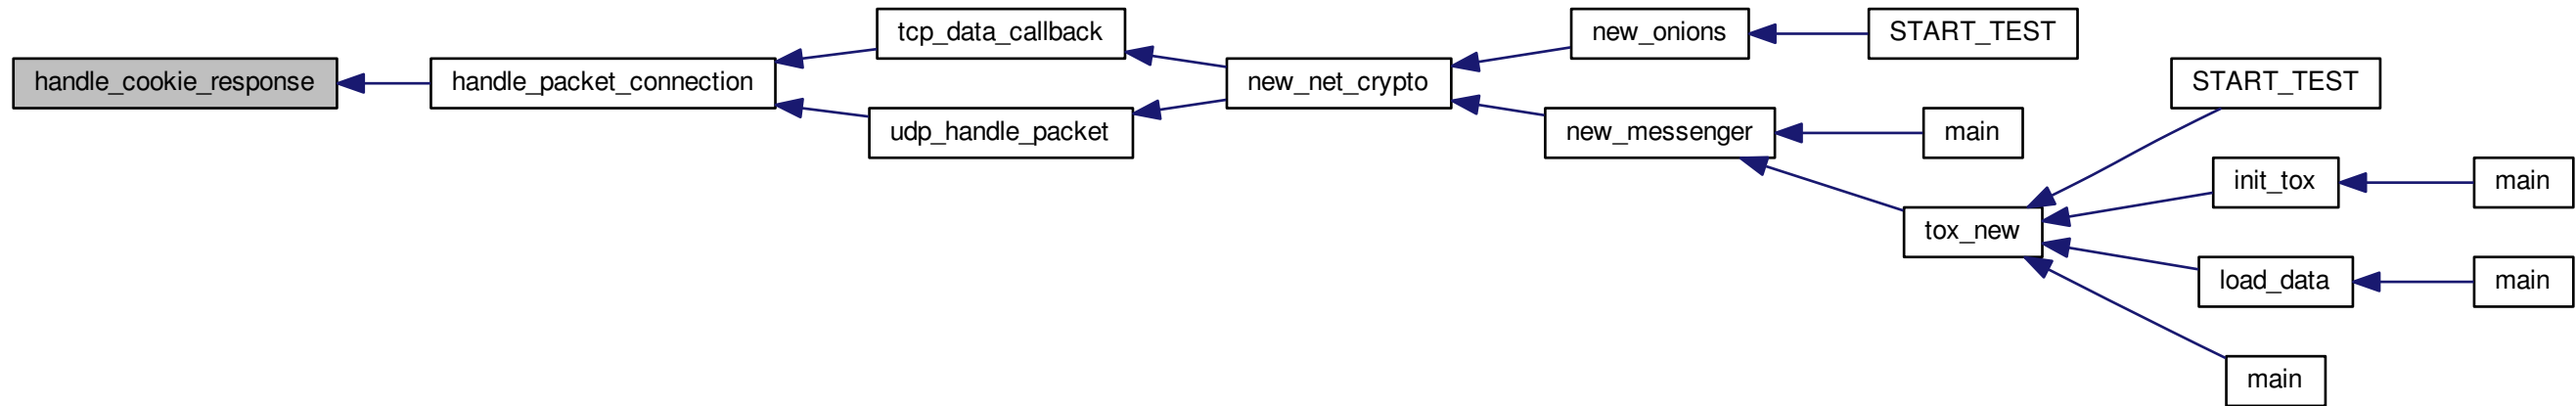 handle_cookie_response
handle_packet_connection
tcp_data_callback
udp_handle_packet
new_net_crypto
new_onions
START_TEST
new_messenger
main
tox_new
START_TEST
init_tox
main
load_data
main
main